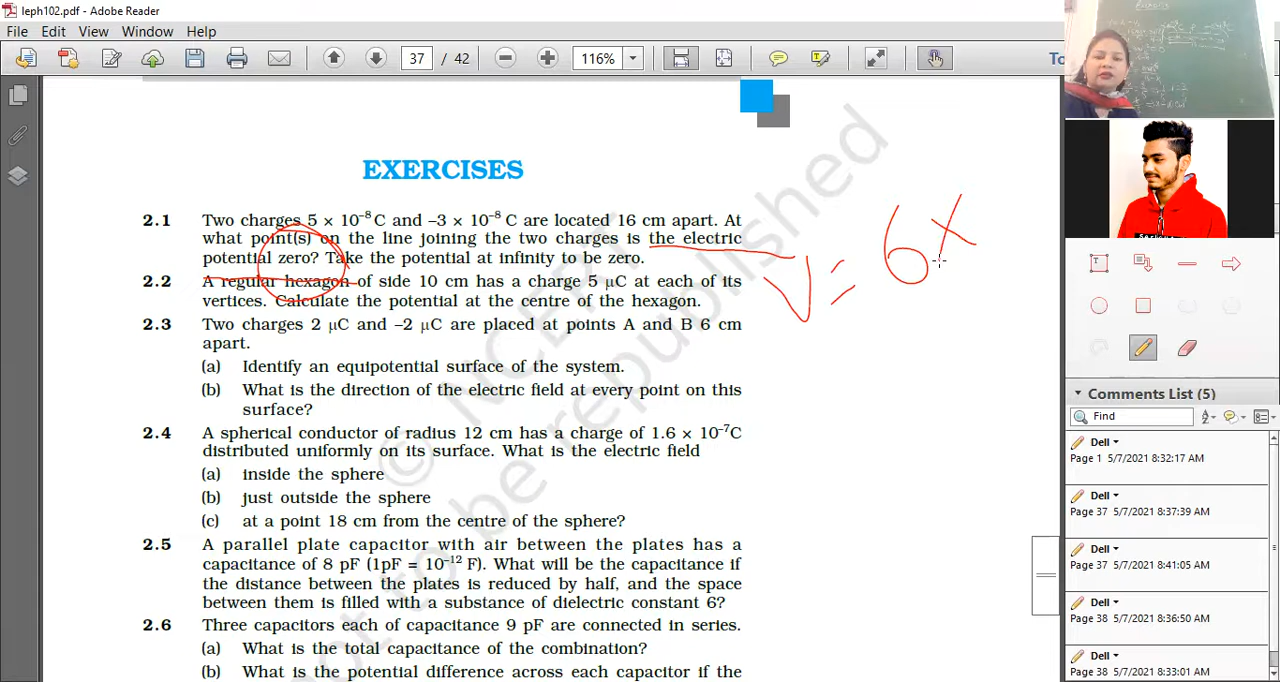 leph102.pdf - Adobe Reader
File Edit View Window Help
37 / 42 116% To
EXERCISES
2.1 Two charges 5 × 10⁻⁸ C and –3 × 10⁻⁸ C are located 16 cm apart. At
what point(s) on the line joining the two charges is the electric
potential zero? Take the potential at infinity to be zero.
2.2 A regular hexagon of side 10 cm has a charge 5 μC at each of its
vertices. Calculate the potential at the centre of the hexagon.
2.3 Two charges 2 μC and –2 μC are placed at points A and B 6 cm
apart.
(a) Identify an equipotential surface of the system.
(b) What is the direction of the electric field at every point on this
surface?
2.4 A spherical conductor of radius 12 cm has a charge of 1.6 × 10⁻⁷C
distributed uniformly on its surface. What is the electric field
(a) inside the sphere
(b) just outside the sphere
(c) at a point 18 cm from the centre of the sphere?
2.5 A parallel plate capacitor with air between the plates has a
capacitance of 8 pF (1pF = 10⁻¹² F). What will be the capacitance if
the distance between the plates is reduced by half, and the space
between them is filled with a substance of dielectric constant 6?
2.6 Three capacitors each of capacitance 9 pF are connected in series.
(a) What is the total capacitance of the combination?
(b) What is the potential difference across each capacitor if the
V = 6x
© NCERT
not to be republished
Comments List (5)
Find
Dell
Page 1 5/7/2021 8:32:17 AM
Dell
Page 37 5/7/2021 8:37:39 AM
Dell
Page 37 5/7/2021 8:41:05 AM
Dell
Page 38 5/7/2021 8:36:50 AM
Dell
Page 38 5/7/2021 8:33:01 AM